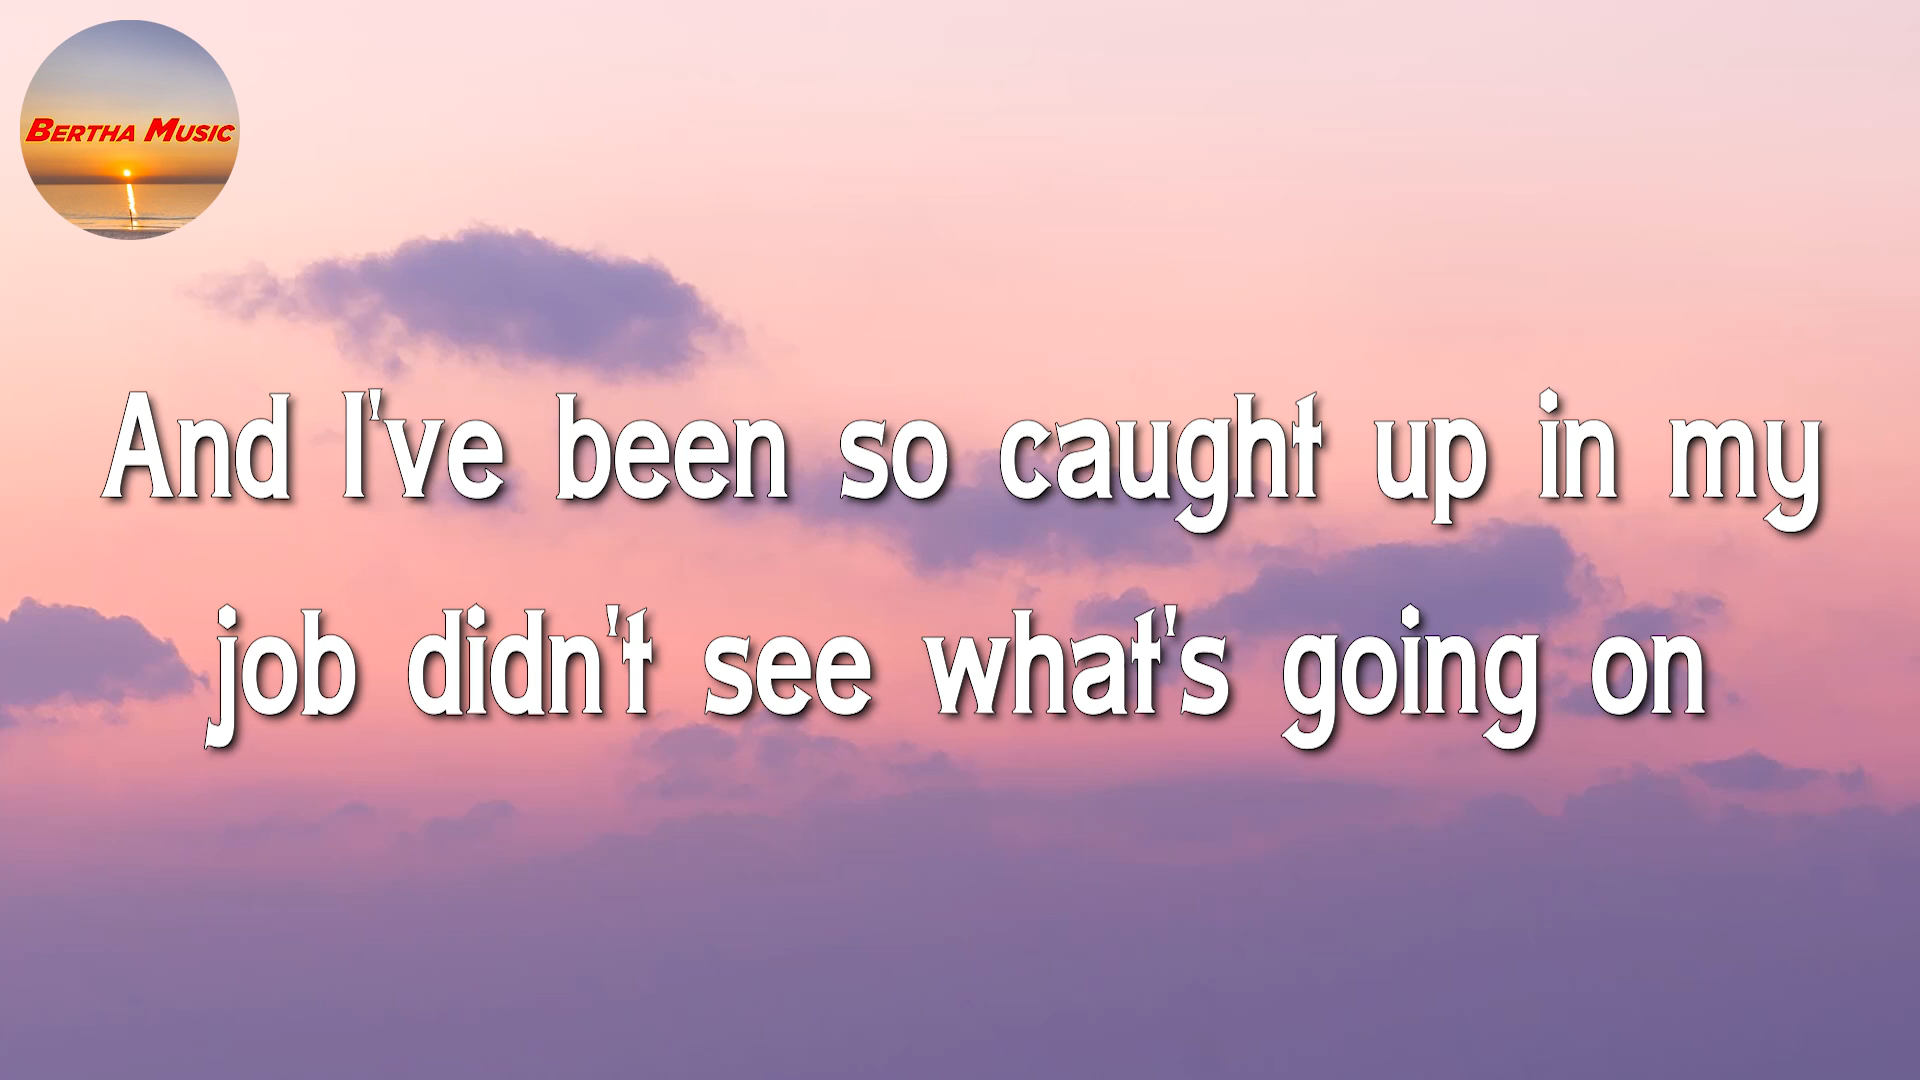 BERTHA MUSIC
And I've been so caught up in my
job didn't see what's going on